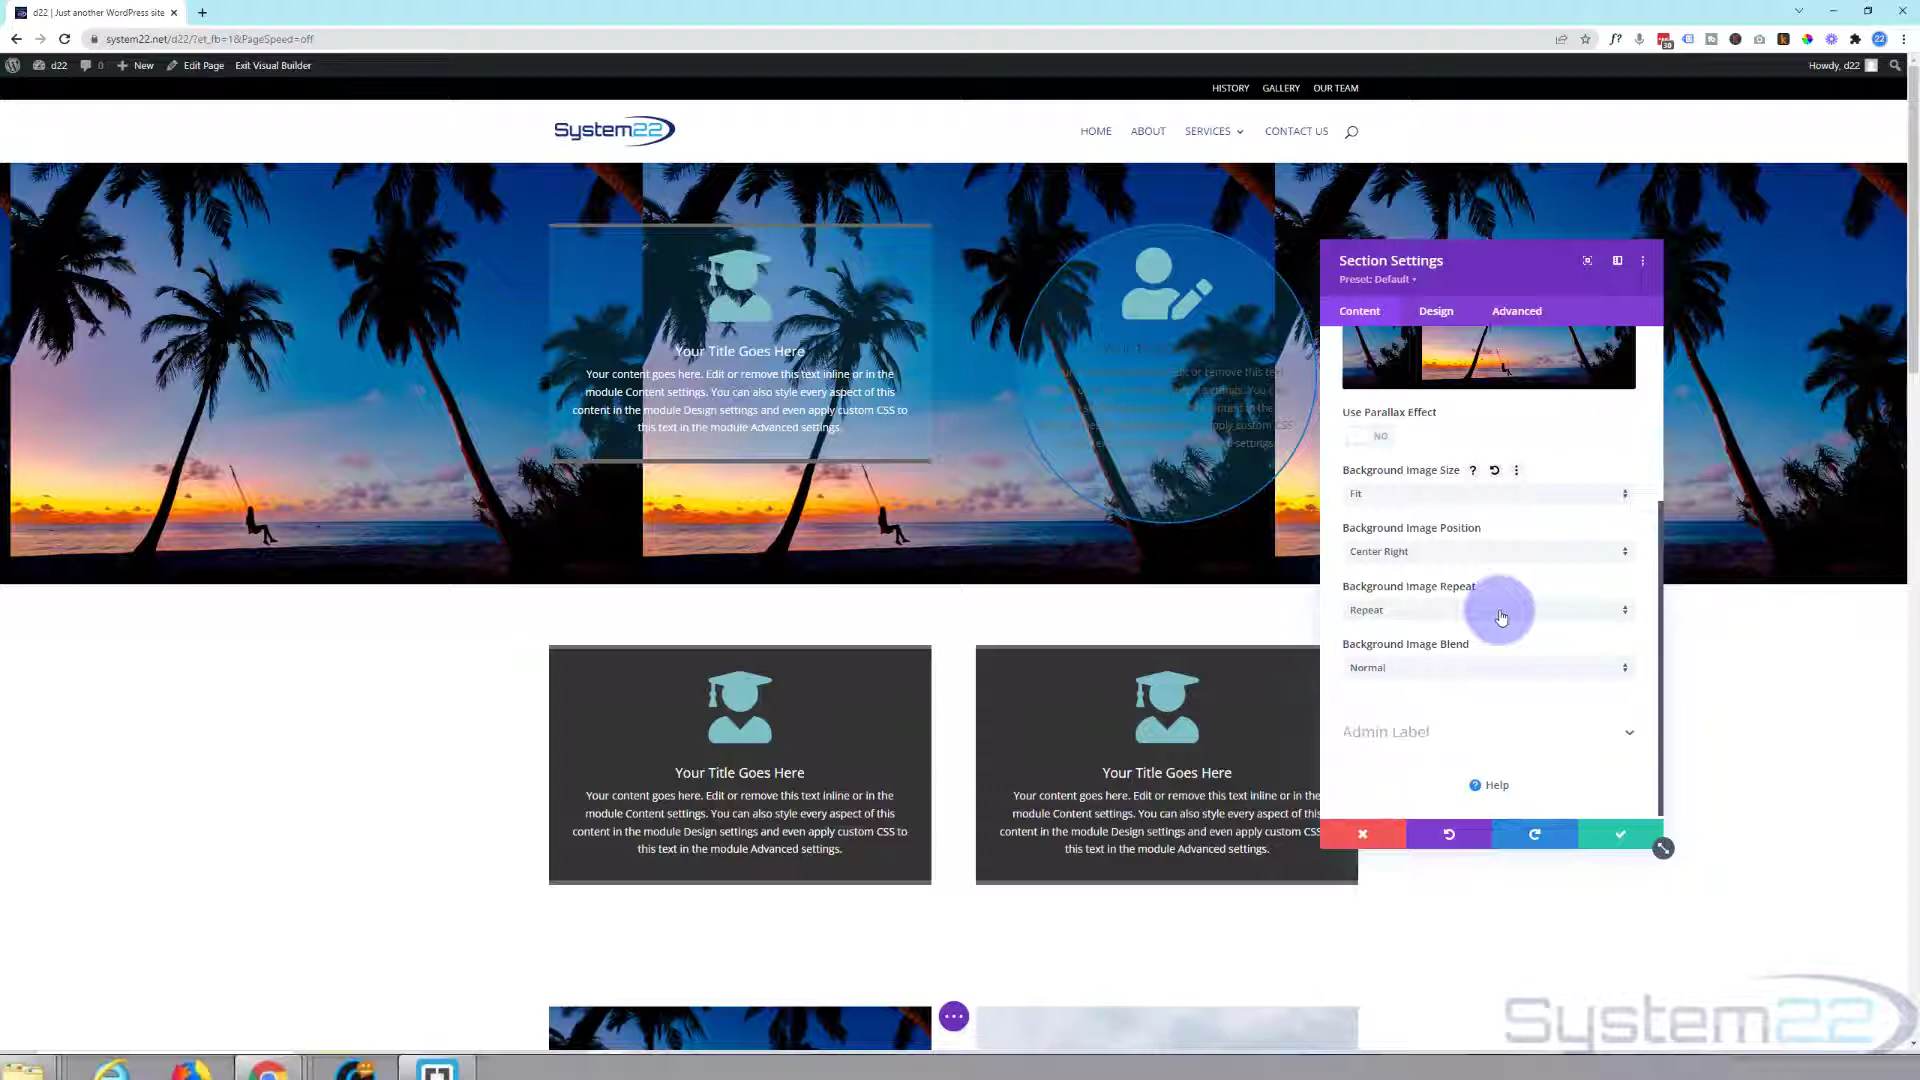 d22 | Just another WordPress site
system22.net/d22/?et_fb=1&PageSpeed=off
f?
30
22
d22
0
New
Edit Page
Exit Visual Builder
Howdy, d22
HISTORY
GALLERY
OUR TEAM
System22
HOME
ABOUT
SERVICES
CONTACT US
Your Title Goes Here
Your content goes here. Edit or remove this text inline or in the
module Content settings. You can also style every aspect of this
content in the module Design settings and even apply custom CSS to
this text in the module Advanced settings.
Section Settings
Preset: Default
Content
Design
Advanced
Use Parallax Effect
NO
Background Image Size
Fit
Background Image Position
Center Right
Background Image Repeat
Repeat
Background Image Blend
Normal
Admin Label
Help
Your Title Goes Here
Your content goes here. Edit or remove this text inline or in the
module Content settings. You can also style every aspect of this
content in the module Design settings and even apply custom CSS to
this text in the module Advanced settings.
Your Title Goes Here
Your content goes here. Edit or remove this text inline or in the
module Content settings. You can also style every aspect of this
content in the module Design settings and even apply custom CSS to
this text in the module Advanced settings.
System22